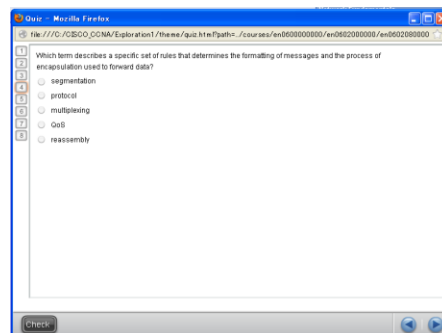 Quiz - Mozilla Firefox
file:///C:/CISCO_CCNA/Exploration1/theme/quiz.html?path=../courses/en0600000000/en0602000000/en0602080000
1
2
3
4
5
6
7
8
Which term describes a specific set of rules that determines the formatting of messages and the process of
encapsulation used to forward data?
segmentation
protocol
multiplexing
QoS
reassembly
Check